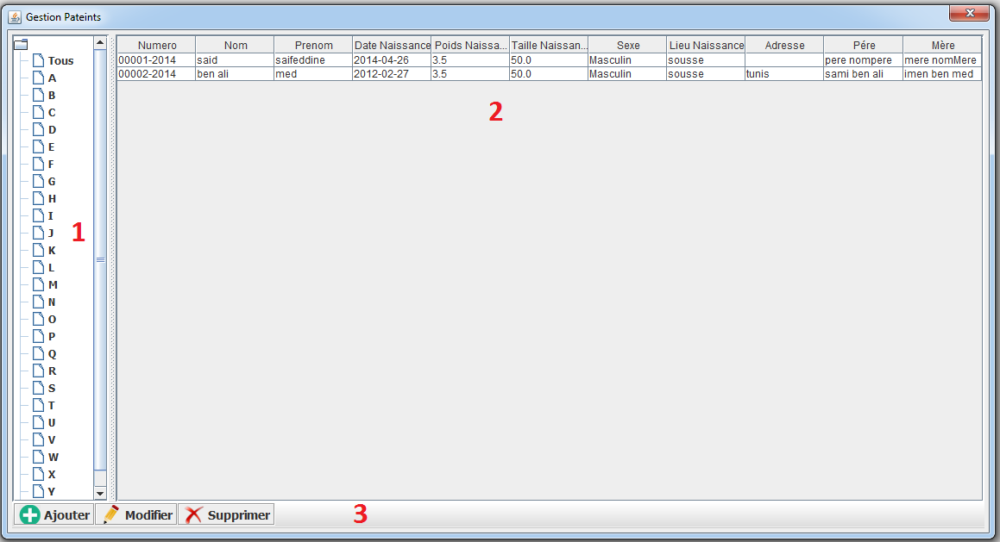 Gestion Pateints
Tous
A
B
C
D
E
F
G
H
I
J
K
L
M
N
O
P
Q
R
S
T
U
V
W
X
Y
1
Numero Nom Prenom Date Naissance Poids Naissa... Taille Naissan... Sexe Lieu Naissance Adresse Pére Mère
00001-2014 said saifeddine 2014-04-26 3.5 50.0 Masculin sousse pere nompere mere nomMere
00002-2014 ben ali med 2012-02-27 3.5 50.0 Masculin sousse tunis sami ben ali imen ben med
2
Ajouter Modifier Supprimer 3